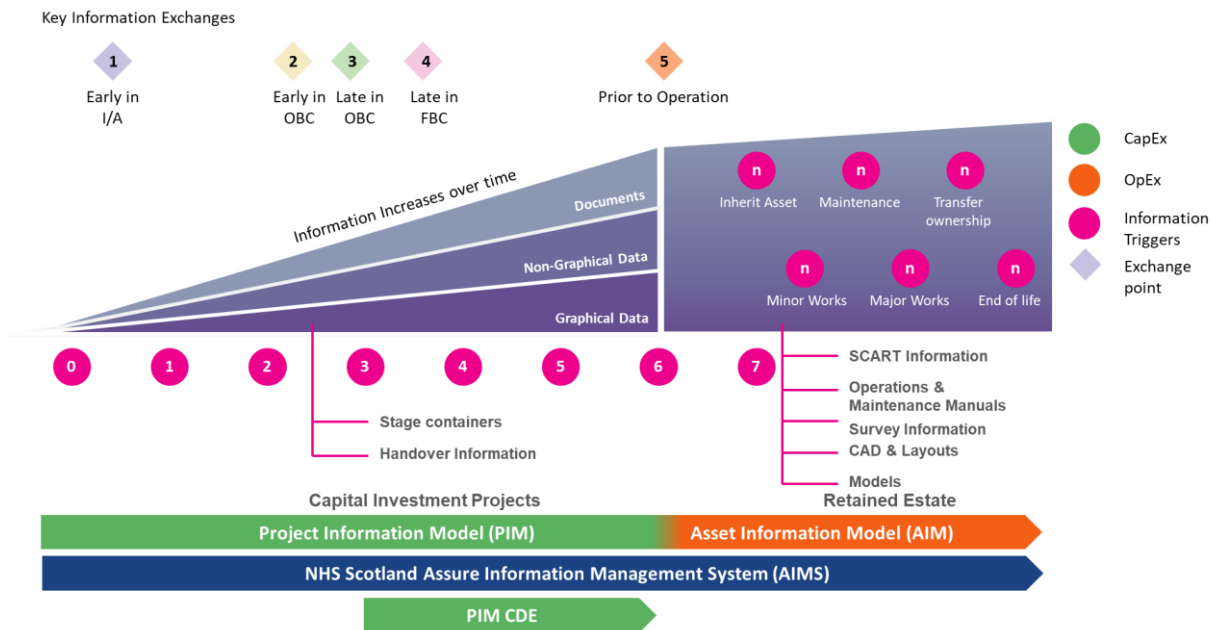 Key Information Exchanges
1
2
3
4
5
Early in
I/A
Early in
OBC
Late in
OBC
Late in
FBC
Prior to Operation
Information Increases over time
Documents
Non-Graphical Data
Graphical Data
n
n
n
Inherit Asset
Maintenance
Transfer
ownership
n
n
n
Minor Works
Major Works
End of life
CapEx
OpEx
Information
Triggers
Exchange
point
0
1
2
3
4
5
6
7
Stage containers
Handover Information
SCART Information
Operations &
Maintenance Manuals
Survey Information
CAD & Layouts
Models
Capital Investment Projects
Retained Estate
Project Information Model (PIM)
Asset Information Model (AIM)
NHS Scotland Assure Information Management System (AIMS)
PIM CDE